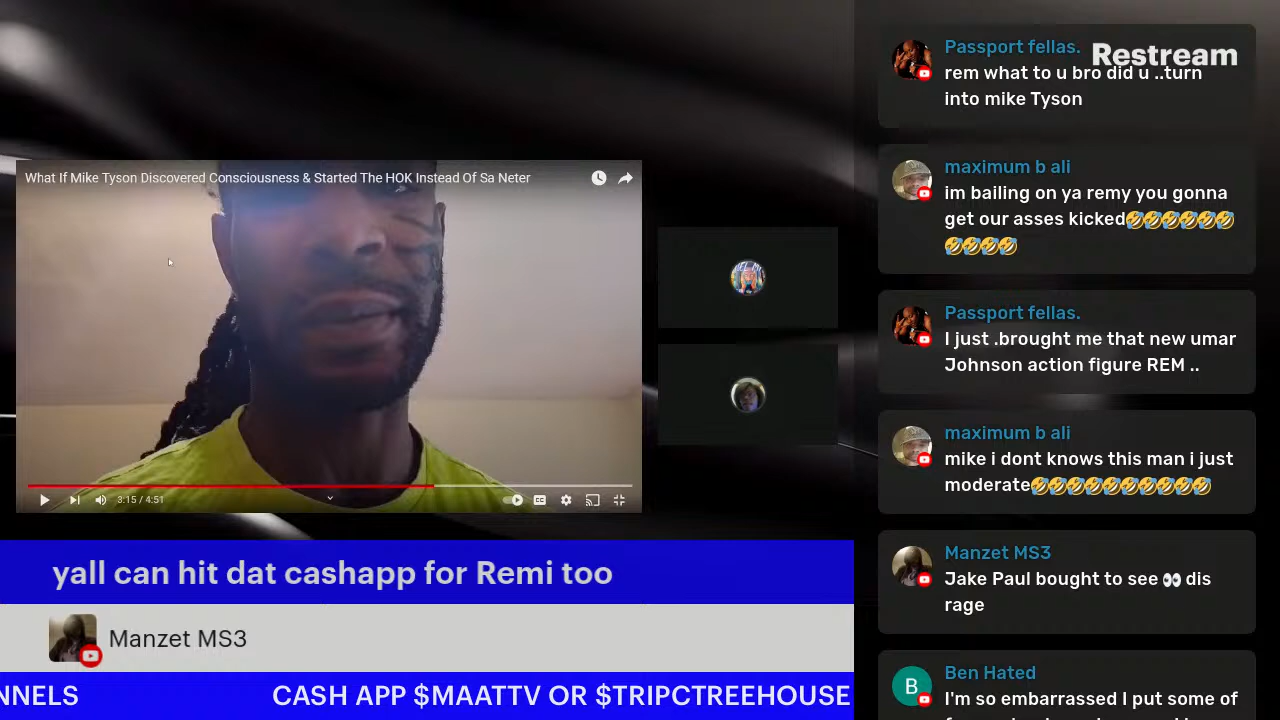 What If Mike Tyson Discovered Consciousness & Started The HOK Instead Of Sa Neter
3:15 / 4:51
CC
yall can hit dat cashapp for Remi too
Manzet MS3
NNELS
CASH APP $MAATTV OR $TRIPCTREEHOUSE
Restream
Passport fellas.
rem what to u bro did u ..turn
into mike Tyson
maximum b ali
im bailing on ya remy you gonna
get our asses kicked🤣🤣🤣🤣🤣🤣
🤣🤣🤣🤣
Passport fellas.
I just .brought me that new umar
Johnson action figure REM ..
maximum b ali
mike i dont knows this man i just
moderate🤣🤣🤣🤣🤣🤣🤣🤣🤣🤣
Manzet MS3
Jake Paul bought to see 👀 dis
rage
B
Ben Hated
I'm so embarrassed I put some of